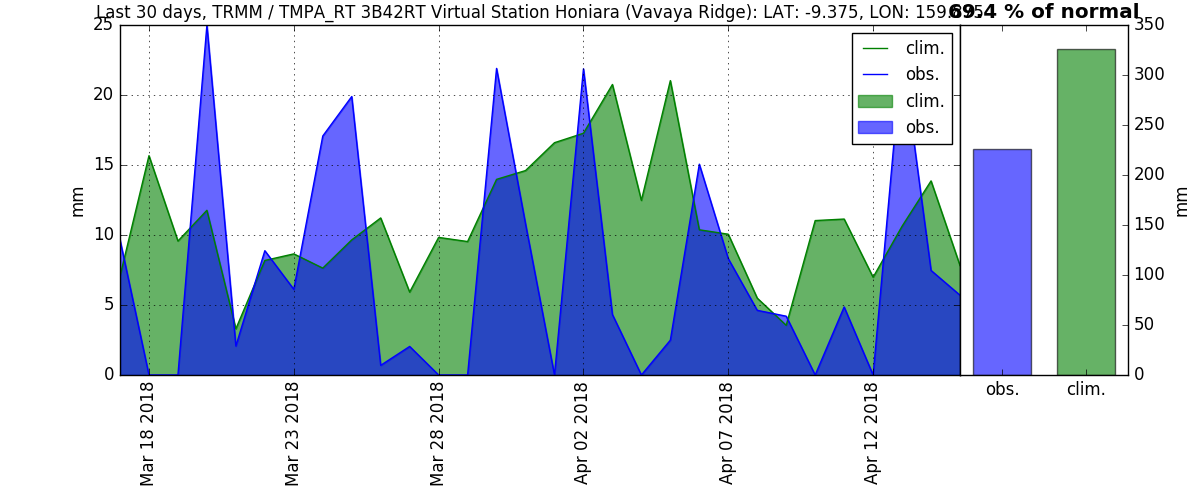 Last 30 days, TRMM / TMPA_RT 3B42RT Virtual Station Honiara (Vavaya Ridge): LAT: -9.375, LON:
69.4 % of normal
25
20
15
10
5
0
mm
clim.
obs.
clim.
obs.
Mar 18 2018
Mar 23 2018
Mar 28 2018
Apr 02 2018
Apr 07 2018
Apr 12 2018
obs.
clim.
350
300
250
200
150
100
50
0
mm